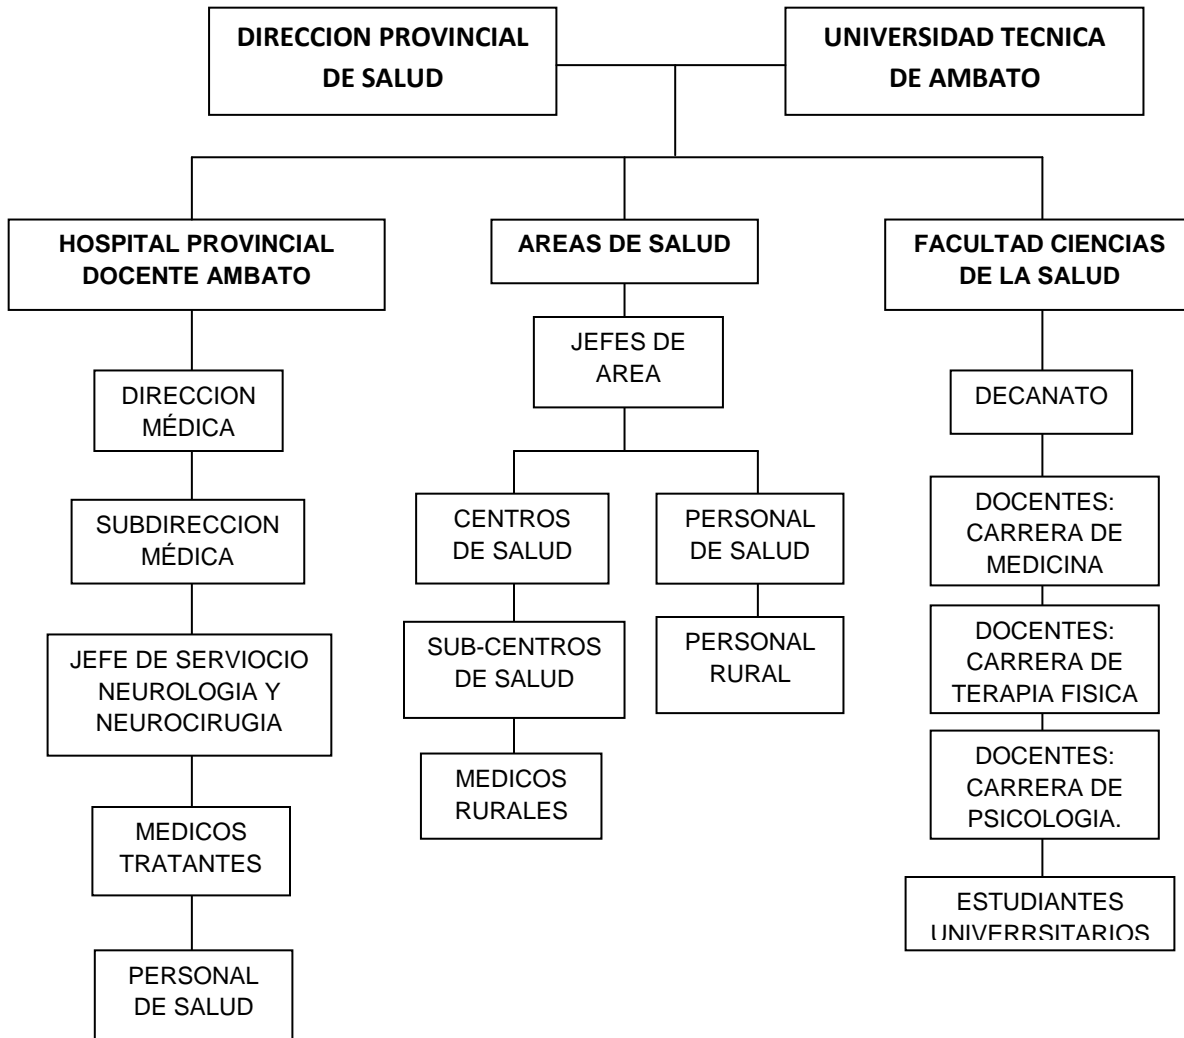 DIRECCION PROVINCIAL
DE SALUD
UNIVERSIDAD TECNICA
DE AMBATO
HOSPITAL PROVINCIAL
DOCENTE AMBATO
AREAS DE SALUD
FACULTAD CIENCIAS
DE LA SALUD
DIRECCION
MÉDICA
SUBDIRECCION
MÉDICA
JEFE DE SERVIOCIO
NEUROLOGIA Y
NEUROCIRUGIA
MEDICOS
TRATANTES
PERSONAL
DE SALUD
JEFES DE
AREA
CENTROS
DE SALUD
SUB-CENTROS
DE SALUD
MEDICOS
RURALES
PERSONAL
DE SALUD
PERSONAL
RURAL
DECANATO
DOCENTES:
CARRERA DE
MEDICINA
DOCENTES:
CARRERA DE
TERAPIA FISICA
DOCENTES:
CARRERA DE
PSICOLOGIA.
ESTUDIANTES
UNIVERRSITARIOS